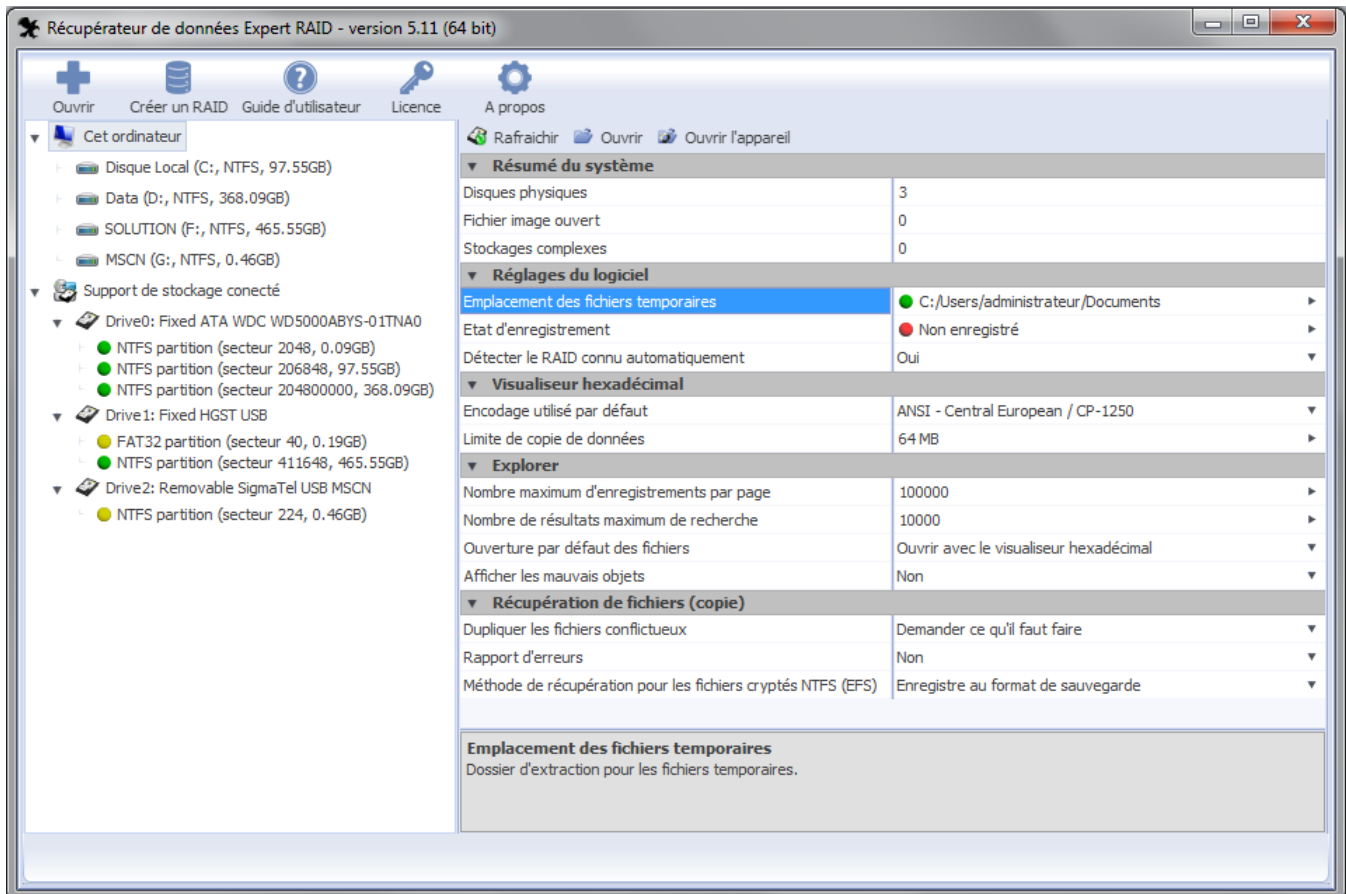 Récupérateur de données Expert RAID - version 5.11 (64 bit)
Ouvrir Créer un RAID Guide d'utilisateur Licence A propos
Cet ordinateur
Disque Local (C:, NTFS, 97.55GB)
Data (D:, NTFS, 368.09GB)
SOLUTION (F:, NTFS, 465.55GB)
MSCN (G:, NTFS, 0.46GB)
Support de stockage conecté
Drive0: Fixed ATA WDC WD5000ABYS-01TNA0
NTFS partition (secteur 2048, 0.09GB)
NTFS partition (secteur 206848, 97.55GB)
NTFS partition (secteur 204800000, 368.09GB)
Drive1: Fixed HGST USB
FAT32 partition (secteur 40, 0.19GB)
NTFS partition (secteur 411648, 465.55GB)
Drive2: Removable SigmaTel USB MSCN
NTFS partition (secteur 224, 0.46GB)
Rafraichir Ouvrir Ouvrir l'appareil
Résumé du système
Disques physiques 3
Fichier image ouvert 0
Stockages complexes 0
Réglages du logiciel
Emplacement des fichiers temporaires C:/Users/administrateur/Documents
Etat d'enregistrement Non enregistré
Détecter le RAID connu automatiquement Oui
Visualiseur hexadécimal
Encodage utilisé par défaut ANSI - Central European / CP-1250
Limite de copie de données 64 MB
Explorer
Nombre maximum d'enregistrements par page 100000
Nombre de résultats maximum de recherche 10000
Ouverture par défaut des fichiers Ouvrir avec le visualiseur hexadécimal
Afficher les mauvais objets Non
Récupération de fichiers (copie)
Dupliquer les fichiers conflictueux Demander ce qu'il faut faire
Rapport d'erreurs Non
Méthode de récupération pour les fichiers cryptés NTFS (EFS) Enregistre au format de sauvegarde
Emplacement des fichiers temporaires
Dossier d'extraction pour les fichiers temporaires.